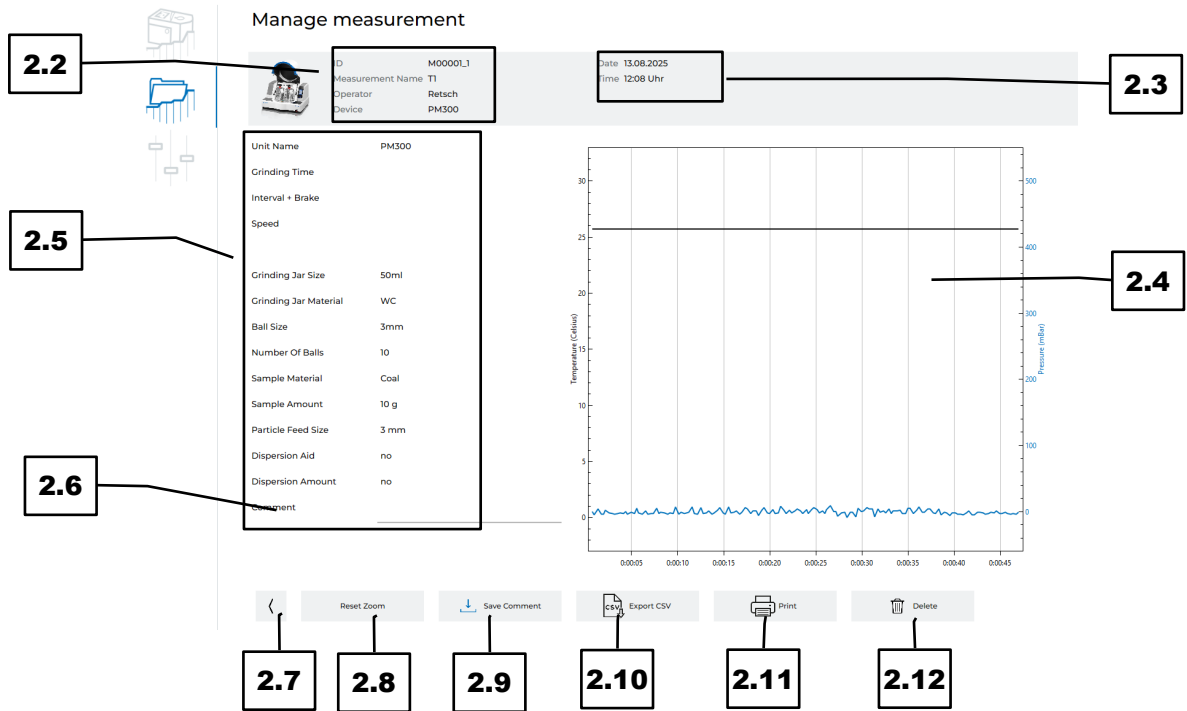 Manage measurement
2.2
ID M00001_1
Measurement Name T1
Operator Retsch
Device PM300
Date 13.08.2025
Time 12:08 Uhr
2.3
2.5
Unit Name PM300
Grinding Time
Interval + Brake
Speed
Grinding Jar Size 50ml
Grinding Jar Material WC
Ball Size 3mm
Number Of Balls 10
Sample Material Coal
Sample Amount 10 g
Particle Feed Size 3 mm
Dispersion Aid no
Dispersion Amount no
Comment
2.6
2.4
Temperature (Celsius)
30
25
20
15
10
5
0
Pressure (mBar)
500
400
300
200
100
0
0:00:05 0:00:10 0:00:15 0:00:20 0:00:25 0:00:30 0:00:35 0:00:40 0:00:45
Reset Zoom
Save Comment
CSV Export CSV
Print
Delete
2.7 2.8 2.9 2.10 2.11 2.12